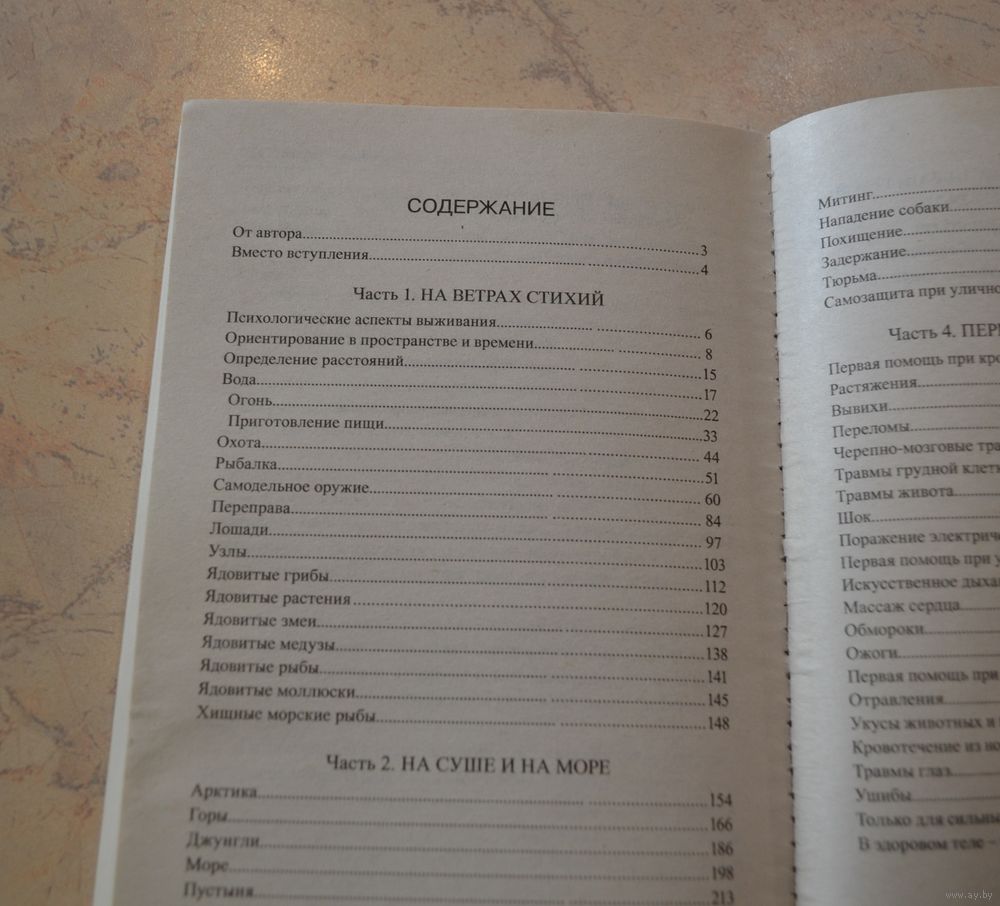 СОДЕРЖАНИЕ
От автора 3
Вместо вступления 4
Часть 1. НА ВЕТРАХ СТИХИЙ
Психологические аспекты выживания 6
Ориентирование в пространстве и времени 8
Определение расстояний 15
Вода 17
Огонь 22
Приготовление пищи 33
Охота 44
Рыбалка 51
Самодельное оружие 60
Переправа 84
Лошади 97
Узлы 103
Ядовитые грибы 112
Ядовитые растения 120
Ядовитые змеи 127
Ядовитые медузы 138
Ядовитые рыбы 141
Ядовитые моллюски 145
Хищные морские рыбы 148
Часть 2. НА СУШЕ И НА МОРЕ
Арктика 154
Горы 166
Джунгли 186
Море 198
Пустыня 213
Митинг
Нападение собаки
Похищение
Задержание
Тюрьма
Самозащита при улично
Часть 4. ПЕР
Первая помощь при кро
Растяжения
Вывихи
Переломы
Черепно-мозговые тра
Травмы грудной клетк
Травмы живота
Шок
Поражение электриче
Первая помощь при у
Искусственное дыха
Массаж сердца
Обмороки
Ожоги
Первая помощь при
Отравления
Укусы животных и
Кровотечение из но
Травмы глаз
Ушибы
Только для сильны
В здоровом теле –
www.ay.by